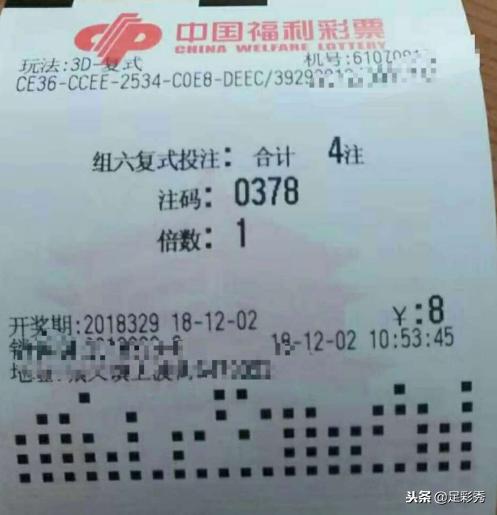 中国福利彩票
CHINA WELFARE LOTTERY
玩法:3D-复式 机号:610709
CE36-CCEE-2534-C0E8-DEEC/3929
组六复式投注: 合计 4注
注码: 0378
倍数: 1
¥:8
开奖期:2018329 18-12-02
18-12-02 10:53:45
地
头条 @足彩秀